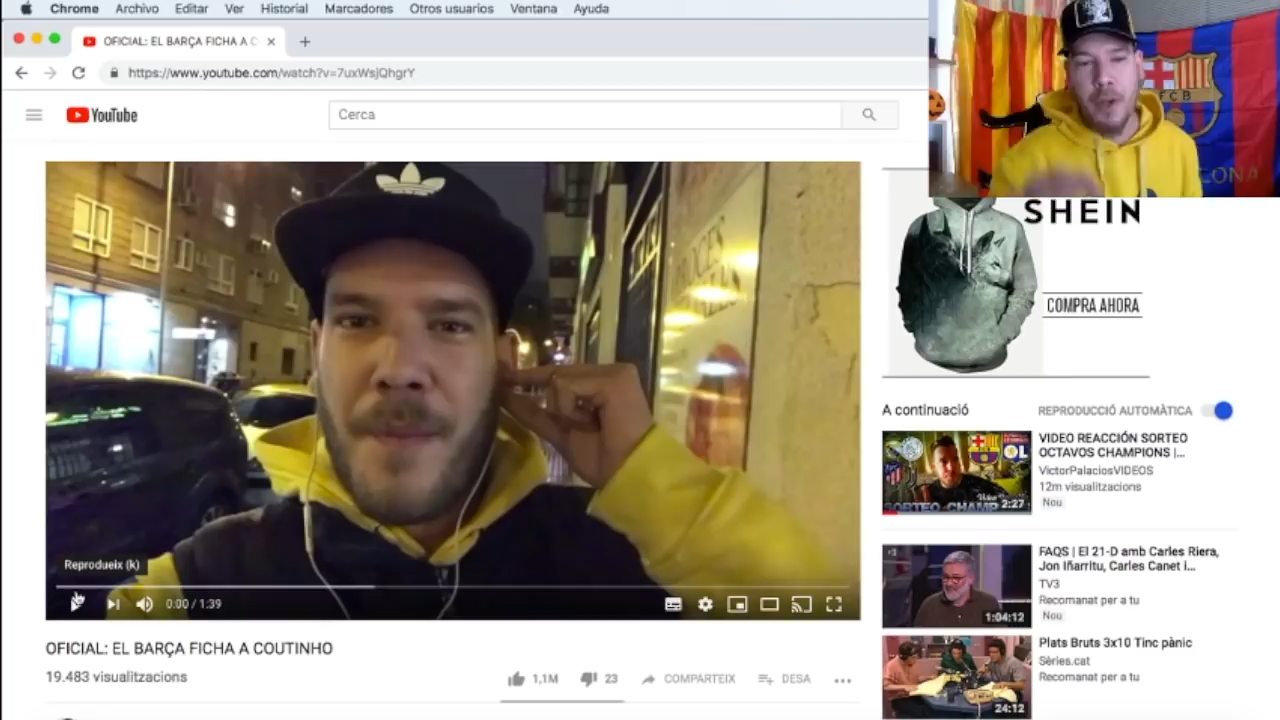 Chrome Archivo Editar Ver Historial Marcadores Otros usuarios Ventana Ayuda
OFICIAL: EL BARÇA FICHA A C
https://www.youtube.com/watch?v=7uxWsjQhgrY
YouTube
Cerca
FCB
CONA
SHEIN
COMPRA AHORA
Reprodueix (k)
0:00 / 1:39
OFICIAL: EL BARÇA FICHA A COUTINHO
19.483 visualitzacions
1,1M 23 COMPARTEIX DESA
A continuació REPRODUCCIÓ AUTOMÀTICA
SORTEO CHAMP
2:27
VIDEO REACCIÓN SORTEO
OCTAVOS CHAMPIONS |...
VictorPalaciosVIDEOS
12m visualitzacions
Nou
1:04:12
FAQS | El 21-D amb Carles Riera,
Jon Iñarritu, Carles Canet i...
TV3
Recomanat per a tu
Nou
24:12
Plats Bruts 3x10 Tinc pànic
Sèries.cat
Recomanat per a tu